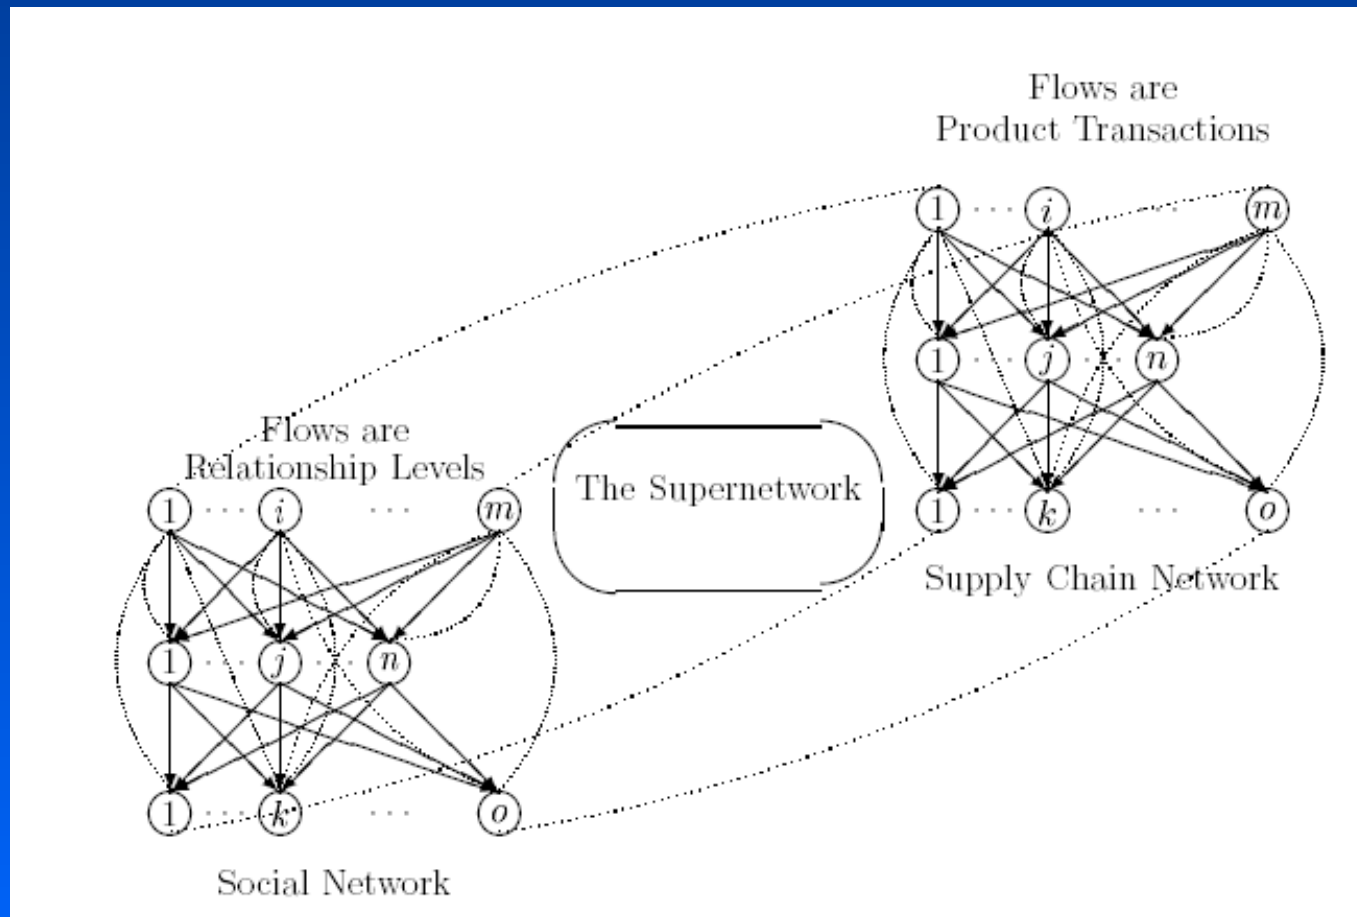 Flows are
Product Transactions
1 ··· i ··· m
1 ··· j ··· n
1 ··· k ··· o
Supply Chain Network
The Supernetwork
Flows are
Relationship Levels
1 ··· i ··· m
1 ··· j ··· n
1 ··· k ··· o
Social Network